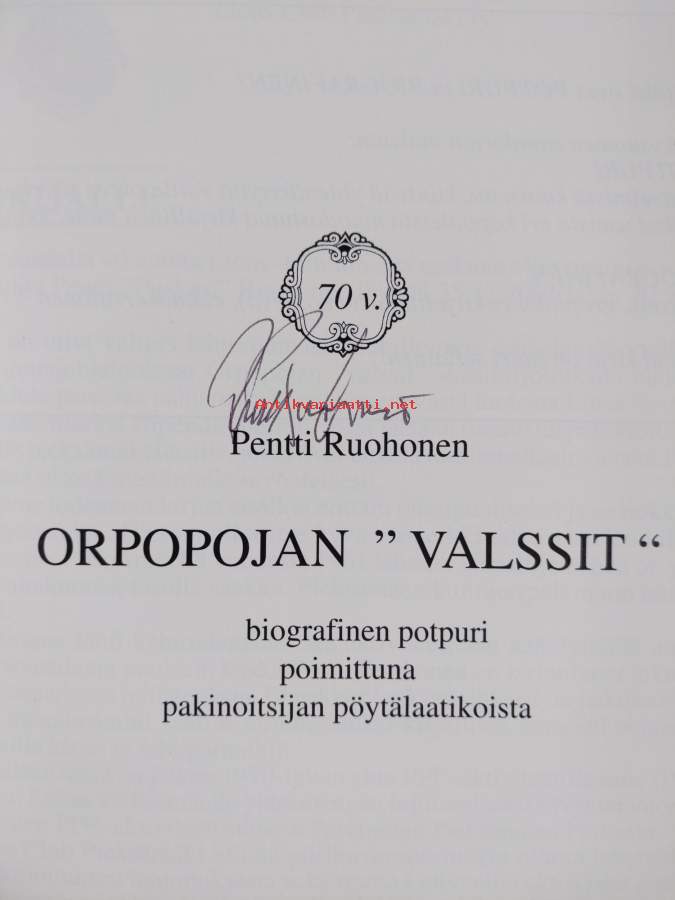 70 v.
Antikvariaatti.net
Pentti Ruohonen
ORPOPOJAN ” VALSSIT “
biografinen potpuri
poimittuna
pakinoitsijan pöytälaatikoista